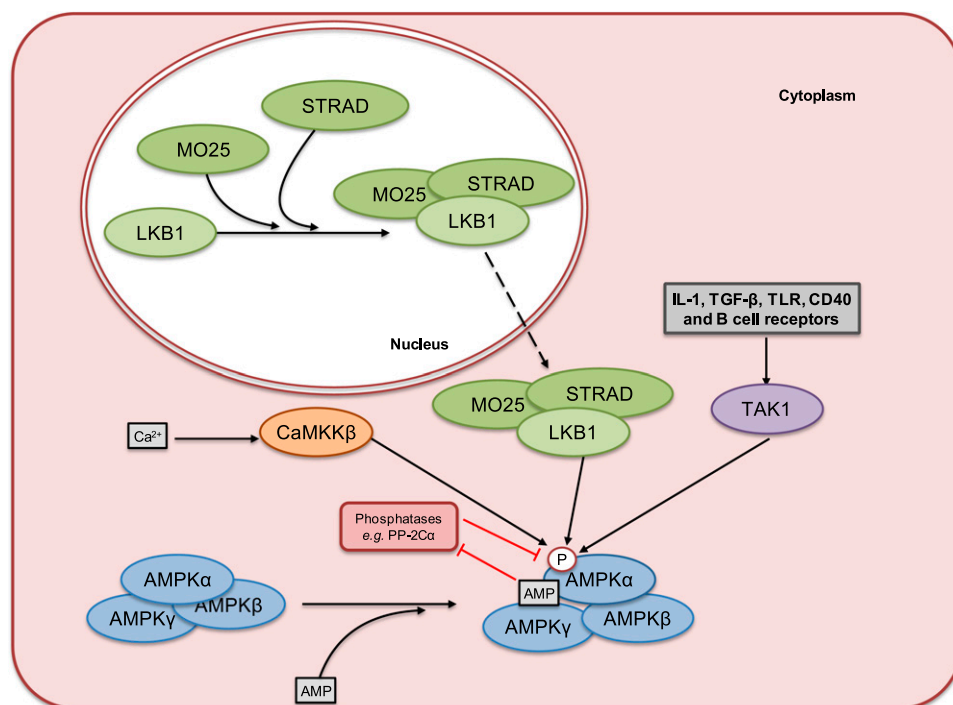 Cytoplasm
STRAD
MO25
LKB1
MO25
STRAD
LKB1
Nucleus
IL-1, TGF-β, TLR, CD40
and B cell receptors
TAK1
MO25
STRAD
LKB1
Ca²⁺
CaMKKβ
Phosphatases
e.g. PP-2Cα
P
AMP
AMPKα
AMPKγ
AMPKβ
AMPKα
AMPKβ
AMPKγ
AMP